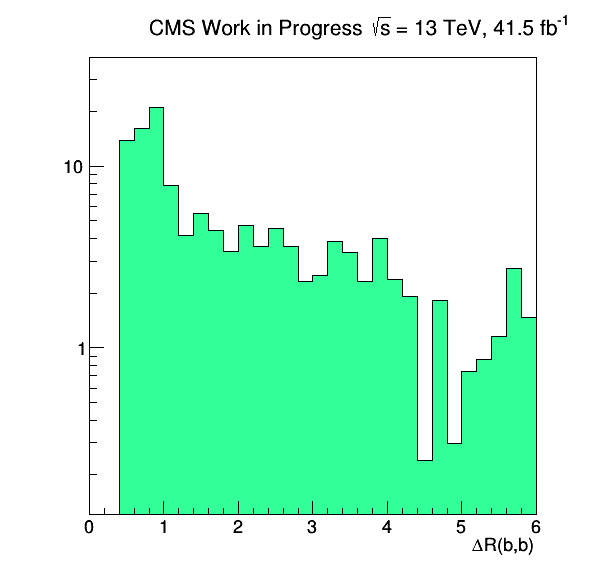 CMS Work in Progress √s = 13 TeV, 41.5 fb⁻¹
10
1
0 1 2 3 4 5 6
ΔR(b,b)